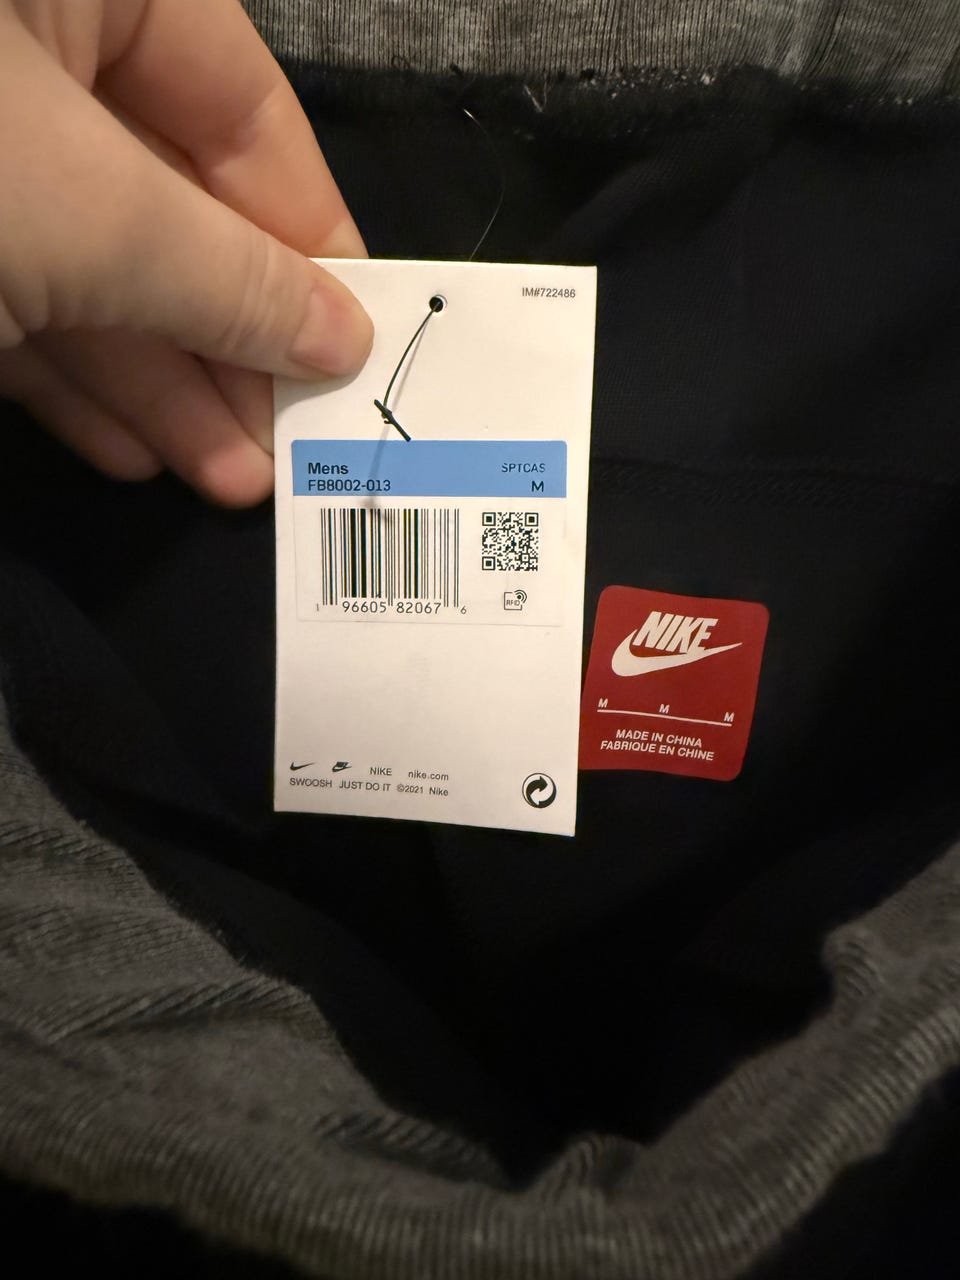 IM#722486
Mens SPTCAS
FB8002-013 M
1 96605 82067 6
RFID
NIKE nike.com
SWOOSH JUST DO IT ©2021 Nike
NIKE
M M M
MADE IN CHINA
FABRIQUE EN CHINE